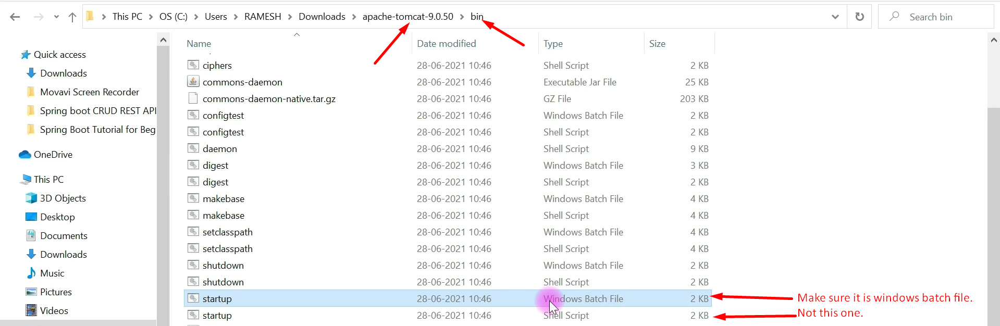 This PC > OS (C:) > Users > RAMESH > Downloads > apache-tomcat-9.0.50 > bin
Search bin
Quick access
Downloads
Movavi Screen Recorder
Spring boot CRUD REST API
Spring Boot Tutorial for Beg
OneDrive
This PC
3D Objects
Desktop
Documents
Downloads
Music
Pictures
Videos
Name Date modified Type Size
ciphers 28-06-2021 10:46 Shell Script 2 KB
commons-daemon 28-06-2021 10:46 Executable Jar File 25 KB
commons-daemon-native.tar.gz 28-06-2021 10:46 GZ File 203 KB
configtest 28-06-2021 10:46 Windows Batch File 2 KB
configtest 28-06-2021 10:46 Shell Script 2 KB
daemon 28-06-2021 10:46 Shell Script 9 KB
digest 28-06-2021 10:46 Windows Batch File 3 KB
digest 28-06-2021 10:46 Shell Script 2 KB
makebase 28-06-2021 10:46 Windows Batch File 4 KB
makebase 28-06-2021 10:46 Shell Script 4 KB
setclasspath 28-06-2021 10:46 Windows Batch File 4 KB
setclasspath 28-06-2021 10:46 Shell Script 4 KB
shutdown 28-06-2021 10:46 Windows Batch File 2 KB
shutdown 28-06-2021 10:46 Shell Script 2 KB
startup 28-06-2021 10:46 Windows Batch File 2 KB
startup 28-06-2021 10:46 Shell Script 2 KB
Make sure it is windows batch file.
Not this one.